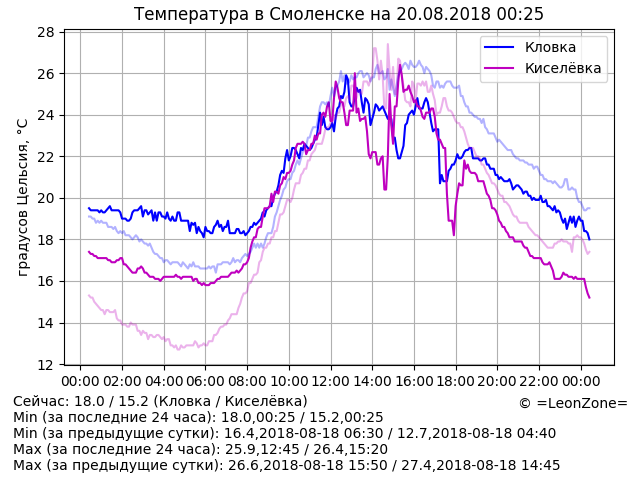 Температура в Смоленске на 20.08.2018 00:25
Кловка
Киселёвка
градусов Цельсия, °C
28
26
24
22
20
18
16
14
12
00:00 02:00 04:00 06:00 08:00 10:00 12:00 14:00 16:00 18:00 20:00 22:00 00:00
Сейчас: 18.0 / 15.2 (Кловка / Киселёвка)
© =LeonZone=
Min (за последние 24 часа): 18.0,00:25 / 15.2,00:25
Min (за предыдущие сутки): 16.4,2018-08-18 06:30 / 12.7,2018-08-18 04:40
Max (за последние 24 часа): 25.9,12:45 / 26.4,15:20
Max (за предыдущие сутки): 26.6,2018-08-18 15:50 / 27.4,2018-08-18 14:45